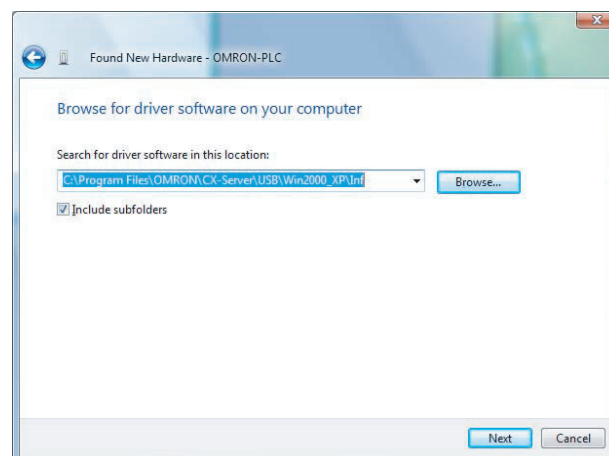 Found New Hardware - OMRON-PLC
Browse for driver software on your computer
Search for driver software in this location:
C:\Program Files\OMRON\CX-Server\USB\Win2000_XP\Inf
Browse...
Include subfolders
Next
Cancel